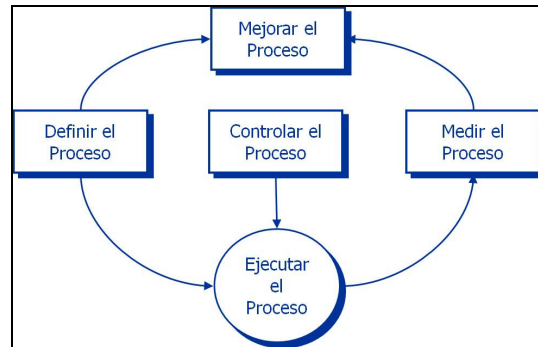 Mejorar el
Proceso
Definir el
Proceso
Controlar el
Proceso
Medir el
Proceso
Ejecutar
el
Proceso